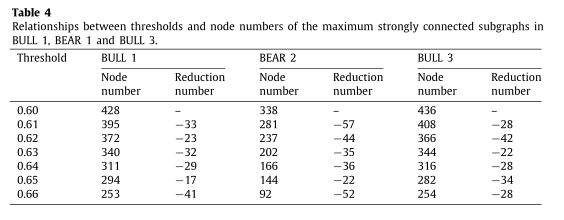 Table 4
Relationships between thresholds and node numbers of the maximum strongly connected subgraphs in
BULL 1, BEAR 1 and BULL 3.
Threshold BULL 1 BEAR 2 BULL 3
Node number Reduction number Node number Reduction number Node number Reduction number
0.60 428 – 338 – 436 –
0.61 395 −33 281 −57 408 −28
0.62 372 −23 237 −44 366 −42
0.63 340 −32 202 −35 344 −22
0.64 311 −29 166 −36 316 −28
0.65 294 −17 144 −22 282 −34
0.66 253 −41 92 −52 254 −28